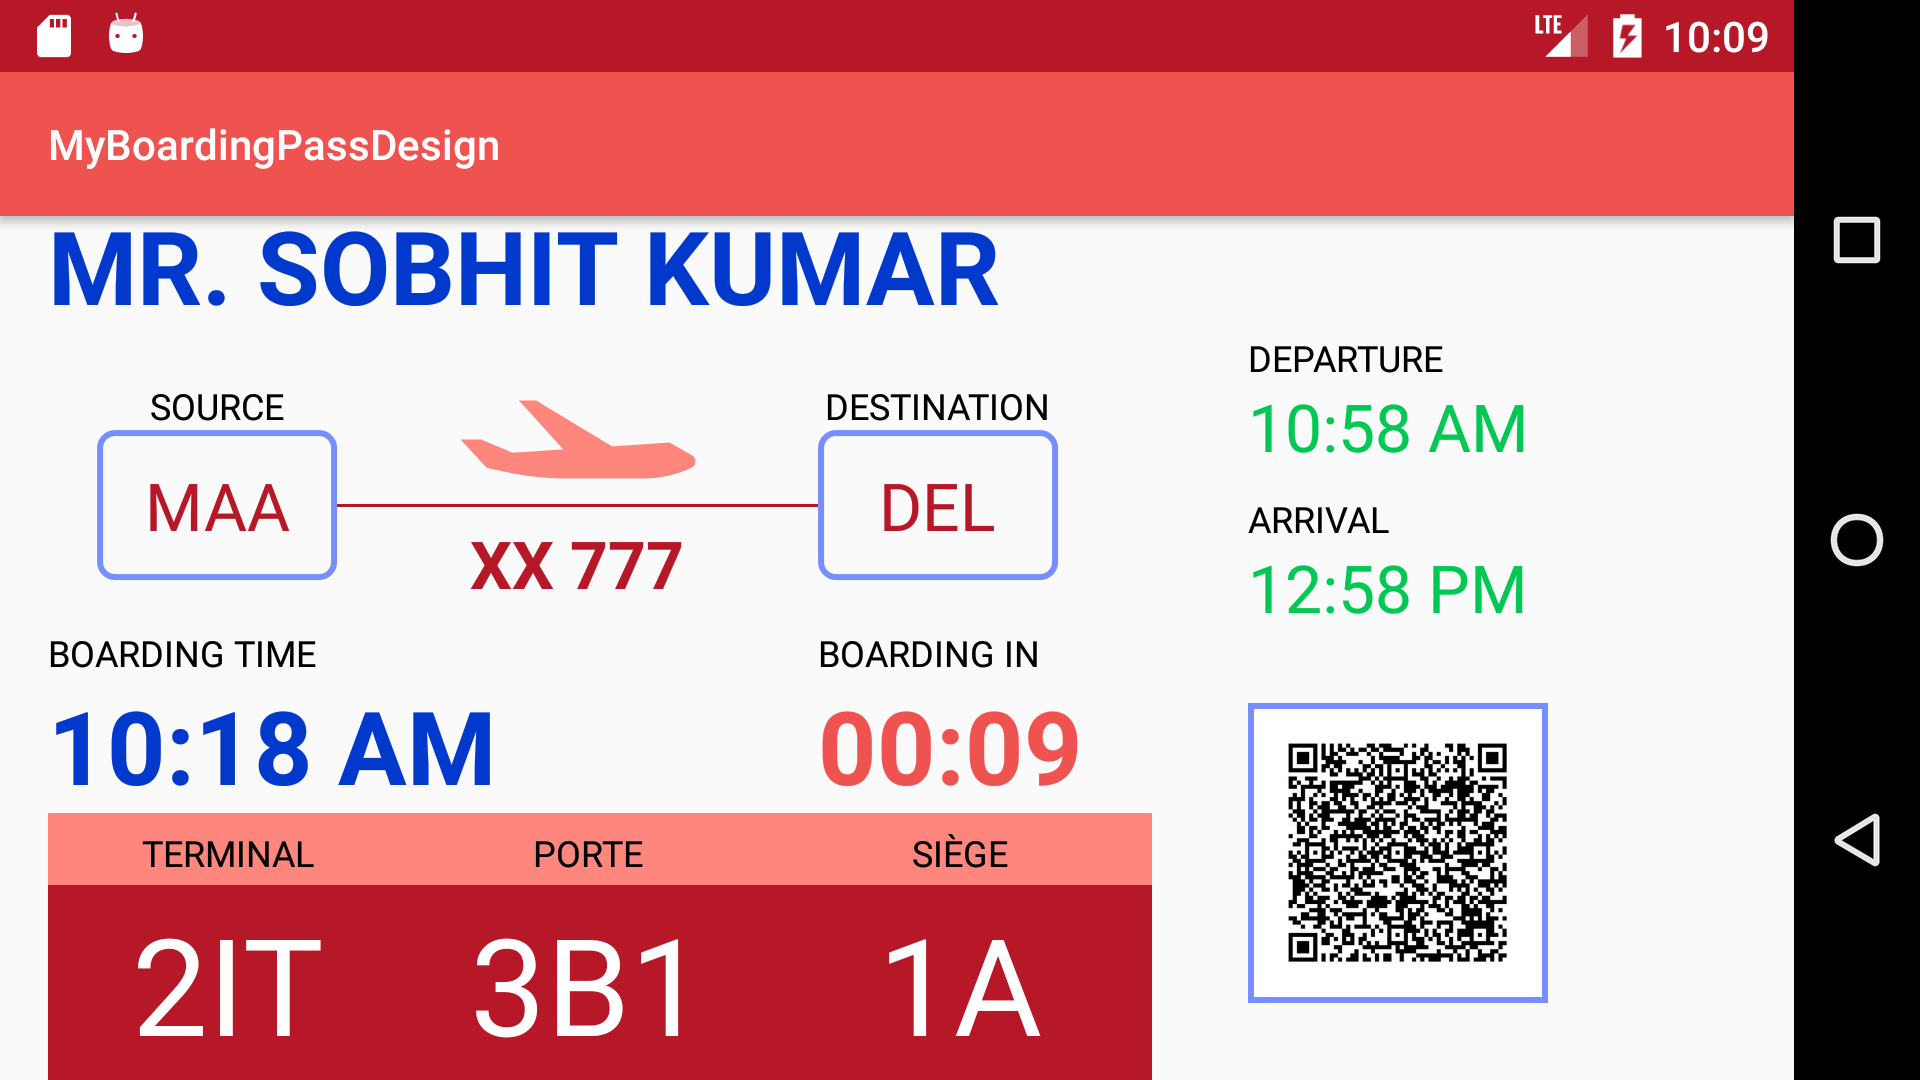 LTE 10:09
MyBoardingPassDesign
MR. SOBHIT KUMAR
SOURCE
MAA
XX 777
DESTINATION
DEL
DEPARTURE
10:58 AM
ARRIVAL
12:58 PM
BOARDING TIME
10:18 AM
BOARDING IN
00:09
TERMINAL PORTE SIÈGE
2IT 3B1 1A